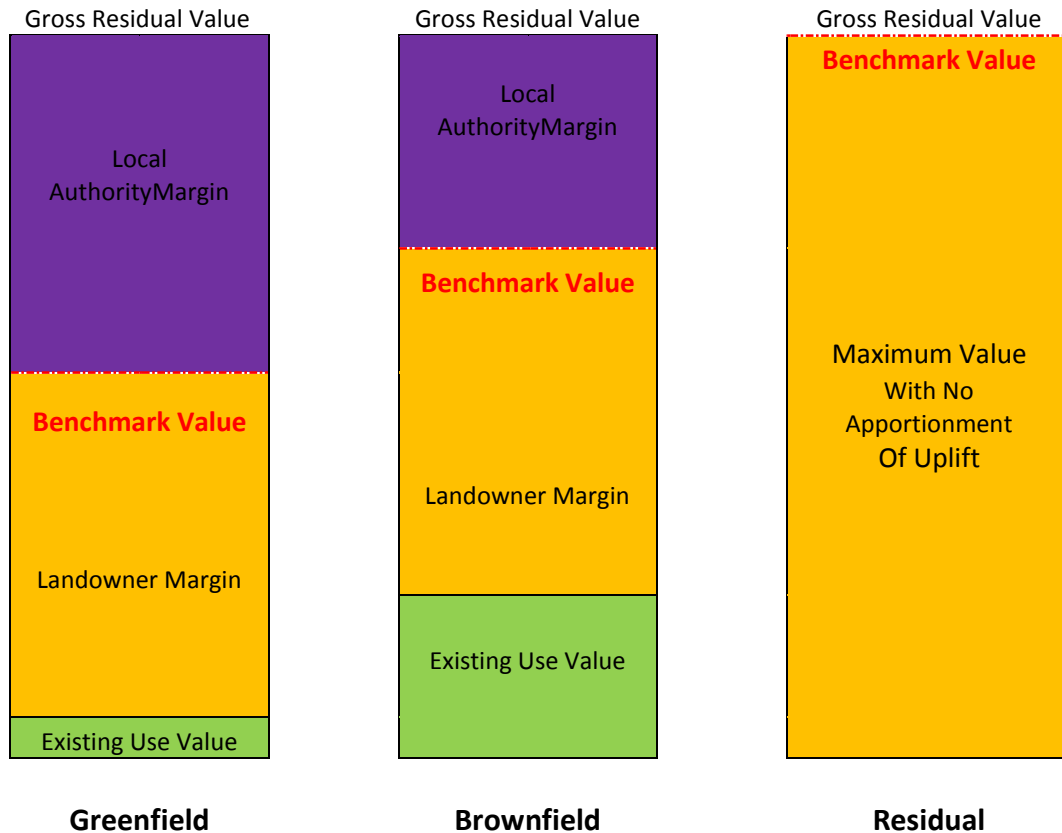 Gross Residual Value
Local
AuthorityMargin
Benchmark Value
Landowner Margin
Existing Use Value
Greenfield
Gross Residual Value
Local
AuthorityMargin
Benchmark Value
Landowner Margin
Existing Use Value
Brownfield
Gross Residual Value
Benchmark Value
Maximum Value
With No
Apportionment
Of Uplift
Residual